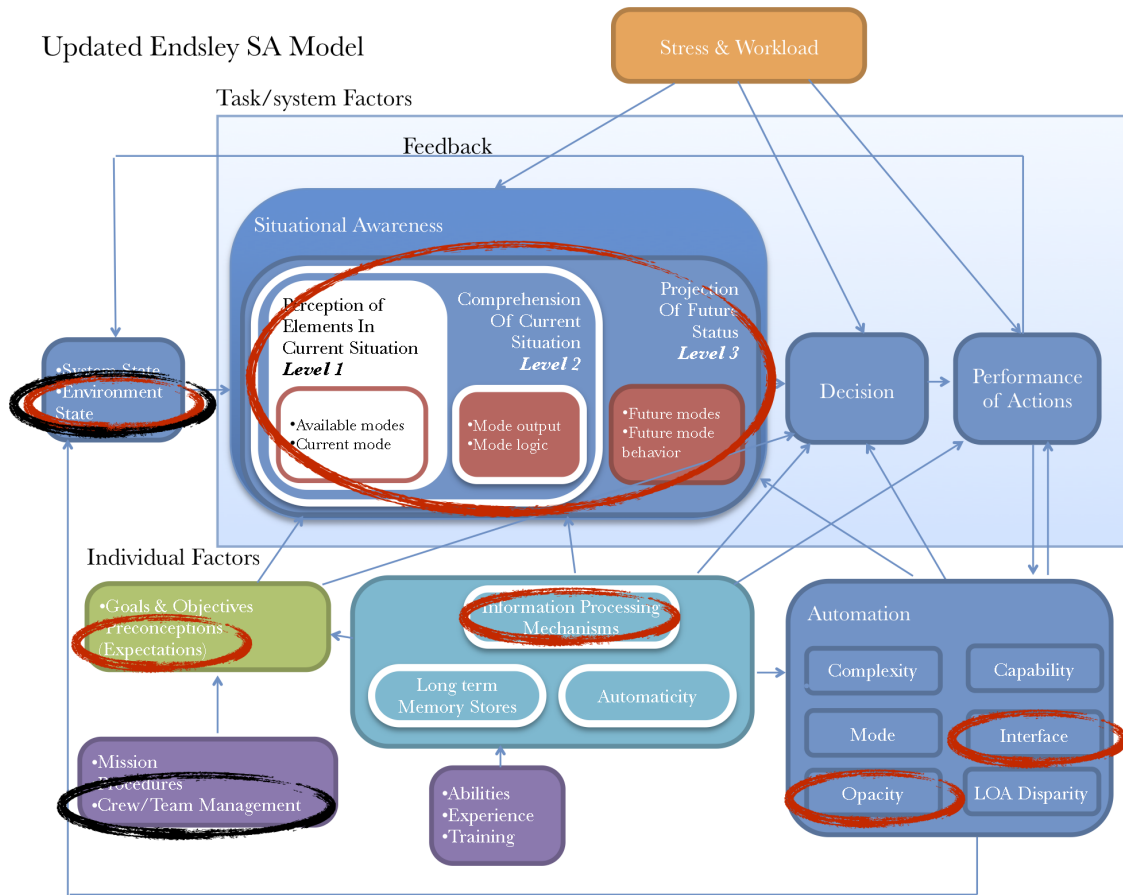 Updated Endsley SA Model
Stress & Workload
Task/system Factors
Feedback
Situational Awareness
Perception of
Elements In
Current Situation
Level 1
•Available modes
•Current mode
Comprehension
Of Current
Situation
Level 2
•Mode output
•Mode logic
Projection
Of Future
Status
Level 3
•Future modes
•Future mode
behavior
•System State
•Environment
State
Decision
Performance
of Actions
Individual Factors
•Goals & Objectives
•Preconceptions
(Expectations)
Information Processing
Mechanisms
Long term
Memory Stores
Automaticity
Automation
Complexity
Capability
Mode
Interface
Opacity
LOA Disparity
•Mission
•Procedures
•Crew/Team Management
•Abilities
•Experience
•Training